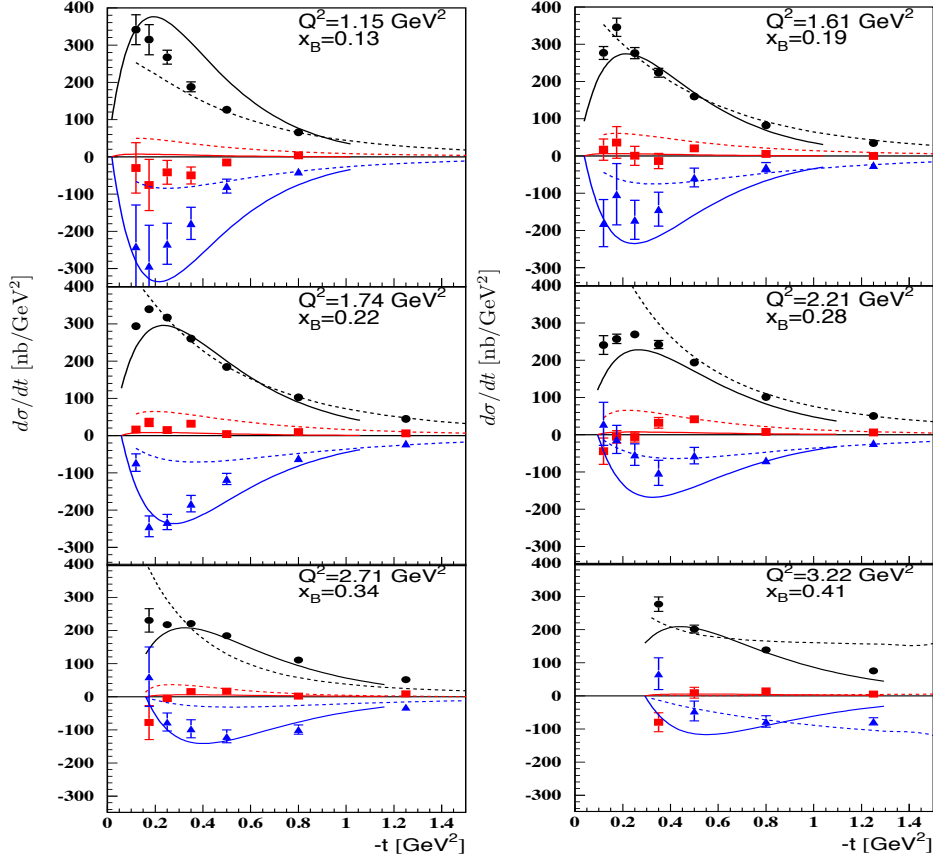 400
300
200
100
0
-100
-200
-300
Q²=1.15 GeV²
x_B=0.13
400
300
200
100
0
-100
-200
-300
Q²=1.61 GeV²
x_B=0.19
dσ/dt [nb/GeV²]
dσ/dt [nb/GeV²]
400
300
200
100
0
-100
-200
-300
Q²=1.74 GeV²
x_B=0.22
400
300
200
100
0
-100
-200
-300
Q²=2.21 GeV²
x_B=0.28
400
300
200
100
0
-100
-200
-300
Q²=2.71 GeV²
x_B=0.34
400
300
200
100
0
-100
-200
-300
Q²=3.22 GeV²
x_B=0.41
0 0.2 0.4 0.6 0.8 1 1.2 1.4
-t [GeV²]
0 0.2 0.4 0.6 0.8 1 1.2 1.4
-t [GeV²]